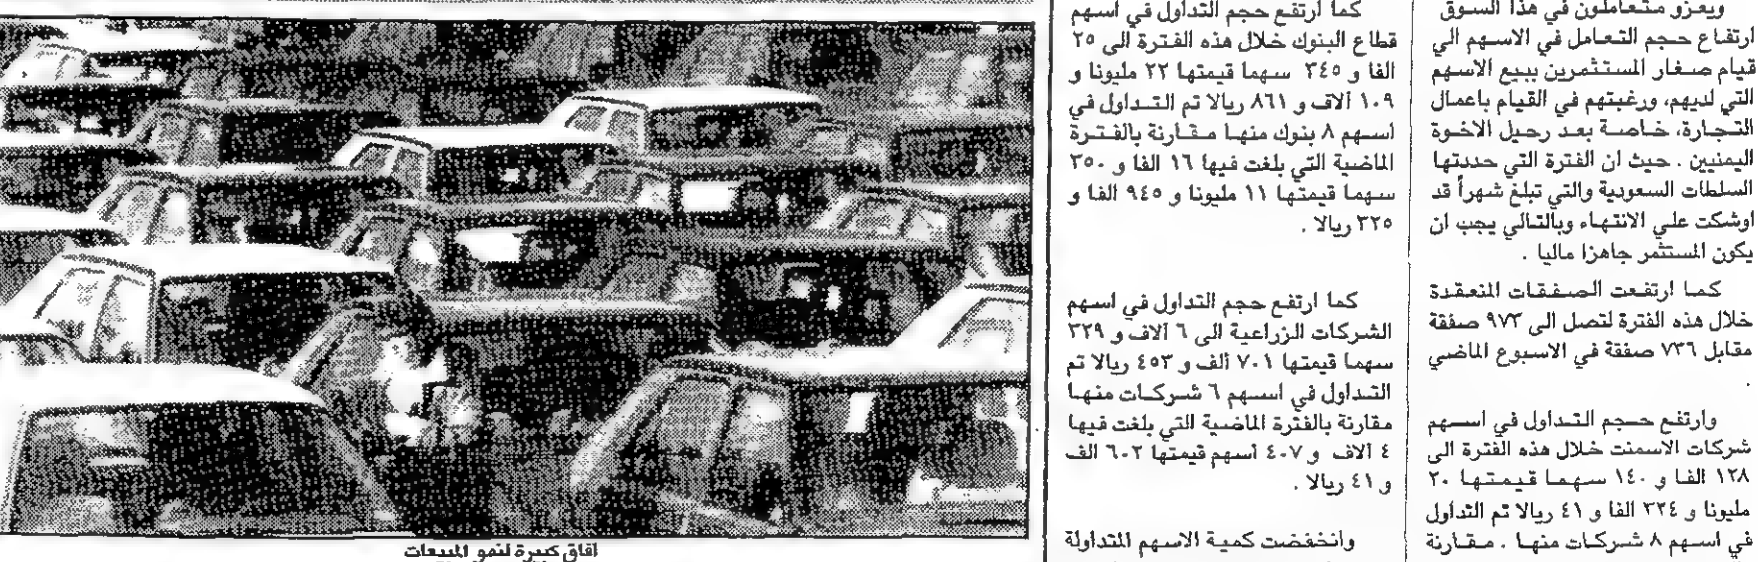 ويعزو متعاملون في هذا السوق
ارتفاع حجم التعامل في الاسهم الي
قيام صغار المستثمرين ببيع الاسهم
التي لديهم، ورغبتهم في القيام باعمال
التجارة، خاصة بعد رحيل الاخوة
اليمنيين . حيث ان الفترة التي حددتها
السلطات السعودية والتي تبلغ شهراً قد
اوشكت علي الانتهاء وبالتالي يجب ان
يكون المستثمر جاهزا ماليا .
كما ارتفعت الصفقات المنعقدة
خلال هذه الفترة لتصل الى ٩٧٣ صفقة
مقابل ٧٣٦ صفقة في الاسبوع الماضي
.
وارتفع حجم التداول في اسهم
شركات الاسمنت خلال هذه الفترة الى
١٢٨ الفا و ١٤٠ سهما قيمتها ٢٠
مليونا و ٢٣٤ الفا و ٤١ ريالا تم التداول
في اسهم ٨ شركات منها . مقارنة
كما ارتفع حجم التداول في اسهم
قطاع البنوك خلال هذه الفترة الى ٢٥
الفا و ٣٤٥ سهما قيمتها ٢٢ مليونا و
١٠٩ آلاف و ٨٦١ ريالا تم التداول في
اسهم ٨ بنوك منها مقارنة بالفترة
الماضية التي بلغت فيها ١٦ الفا و ٣٥٠
سهما قيمتها ١١ مليونا و ٩٤٥ الفا و
٣٢٥ ريالا .
كما ارتفع حجم التداول في اسهم
الشركات الزراعية الى ٦ آلاف و ٣٢٩
سهما قيمتها ٧٠١ ألف و ٤٥٣ ريالا تم
التداول في اسهم ٦ شركات منها
مقارنة بالفترة الماضية التي بلغت فيها
٤ آلاف و ٤٠٧ أسهم قيمتها ٦٠٢ الف
و ٤١ ريالا .
وانخفضت كمية الاسهم المتداولة
افاق كبيرة لنمو المبيعات